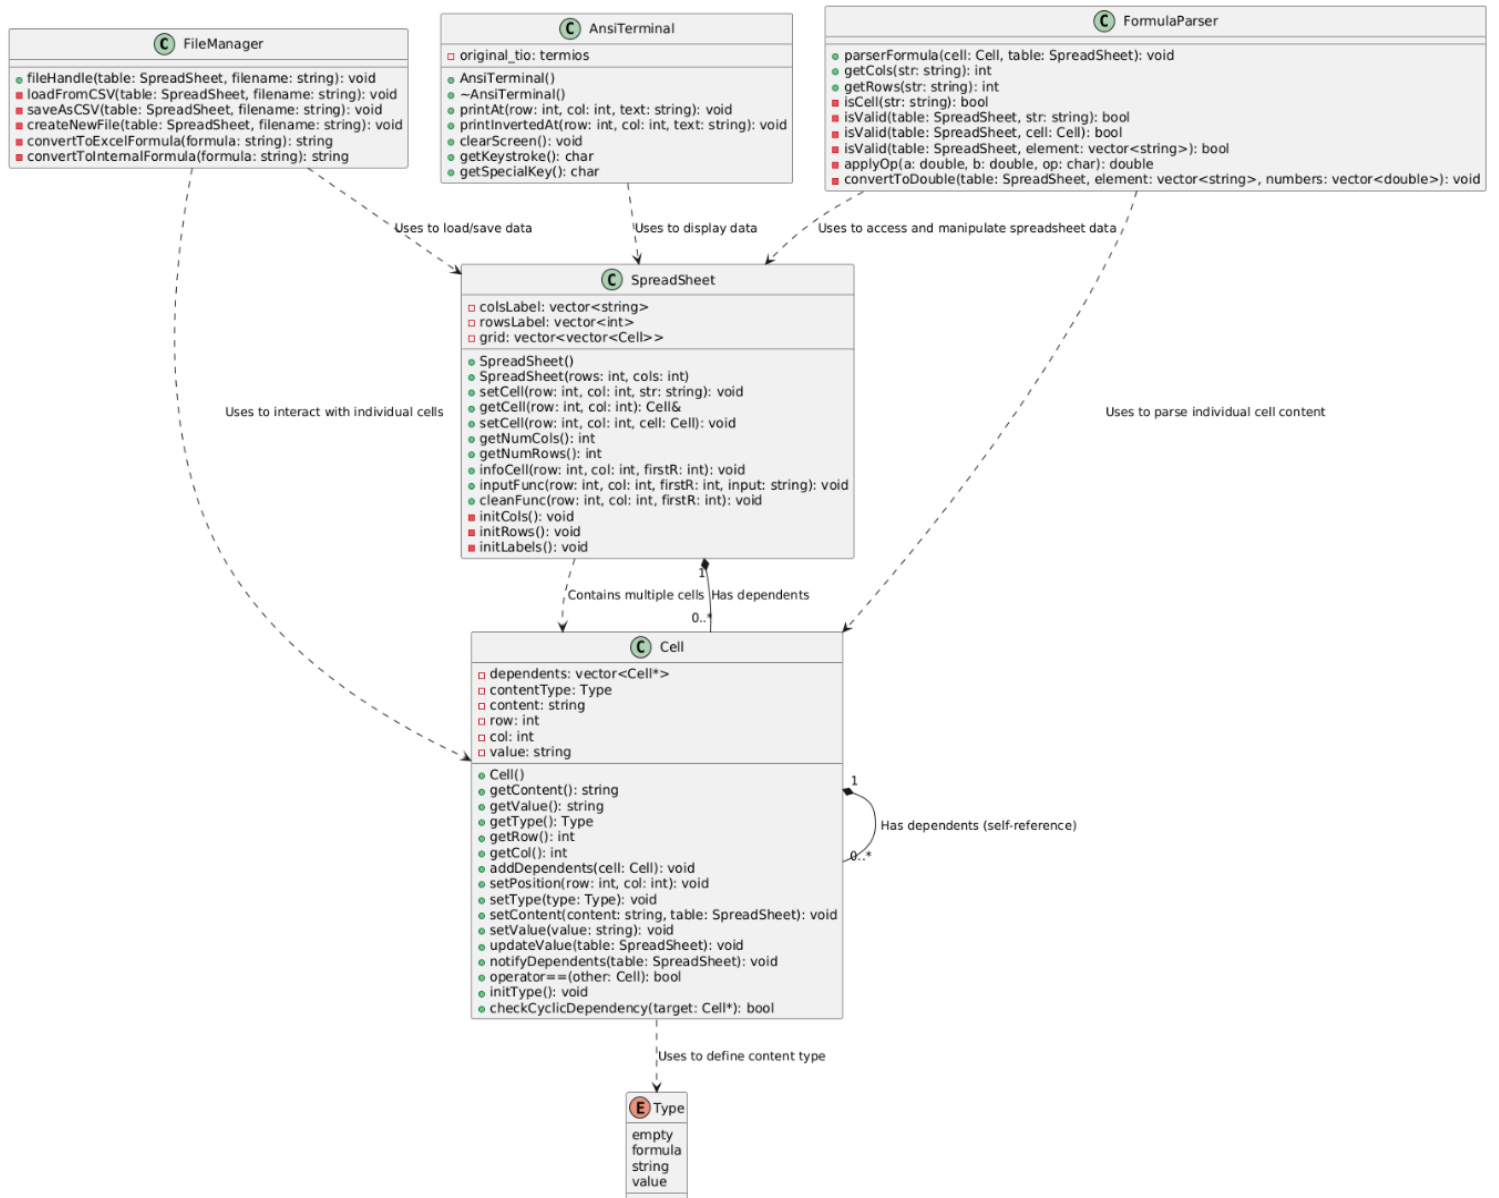 C FileManager
fileHandle(table: SpreadSheet, filename: string): void
loadFromCSV(table: SpreadSheet, filename: string): void
saveAsCSV(table: SpreadSheet, filename: string): void
createNewFile(table: SpreadSheet, filename: string): void
convertToExcelFormula(formula: string): string
convertToInternalFormula(formula: string): string
C AnsiTerminal
original_tio: termios
AnsiTerminal()
~AnsiTerminal()
printAt(row: int, col: int, text: string): void
printInvertedAt(row: int, col: int, text: string): void
clearScreen(): void
getKeystroke(): char
getSpecialKey(): char
C FormulaParser
parserFormula(cell: Cell, table: SpreadSheet): void
getCols(str: string): int
getRows(str: string): int
isCell(str: string): bool
isValid(table: SpreadSheet, str: string): bool
isValid(table: SpreadSheet, cell: Cell): bool
isValid(table: SpreadSheet, element: vector<string>): bool
applyOp(a: double, b: double, op: char): double
convertToDouble(table: SpreadSheet, element: vector<string>, numbers: vector<double>): void
Uses to load/save data
Uses to display data
Uses to access and manipulate spreadsheet data
C SpreadSheet
colsLabel: vector<string>
rowsLabel: vector<int>
grid: vector<vector<Cell>>
SpreadSheet()
SpreadSheet(rows: int, cols: int)
setCell(row: int, col: int, str: string): void
getCell(row: int, col: int): Cell&
setCell(row: int, col: int, cell: Cell): void
getNumCols(): int
getNumRows(): int
infoCell(row: int, col: int, firstR: int): void
inputFunc(row: int, col: int, firstR: int, input: string): void
cleanFunc(row: int, col: int, firstR: int): void
initCols(): void
initRows(): void
initLabels(): void
Uses to interact with individual cells
Uses to parse individual cell content
1
Contains multiple cells
Has dependents
0..*
C Cell
dependents: vector<Cell*>
contentType: Type
content: string
row: int
col: int
value: string
Cell()
getContent(): string
getValue(): string
getType(): Type
getRow(): int
getCol(): int
addDependents(cell: Cell): void
setPosition(row: int, col: int): void
setType(type: Type): void
setContent(content: string, table: SpreadSheet): void
setValue(value: string): void
updateValue(table: SpreadSheet): void
notifyDependents(table: SpreadSheet): void
operator==(other: Cell): bool
initType(): void
checkCyclicDependency(target: Cell*): bool
1
Has dependents (self-reference)
0..*
Uses to define content type
E Type
empty
formula
string
value